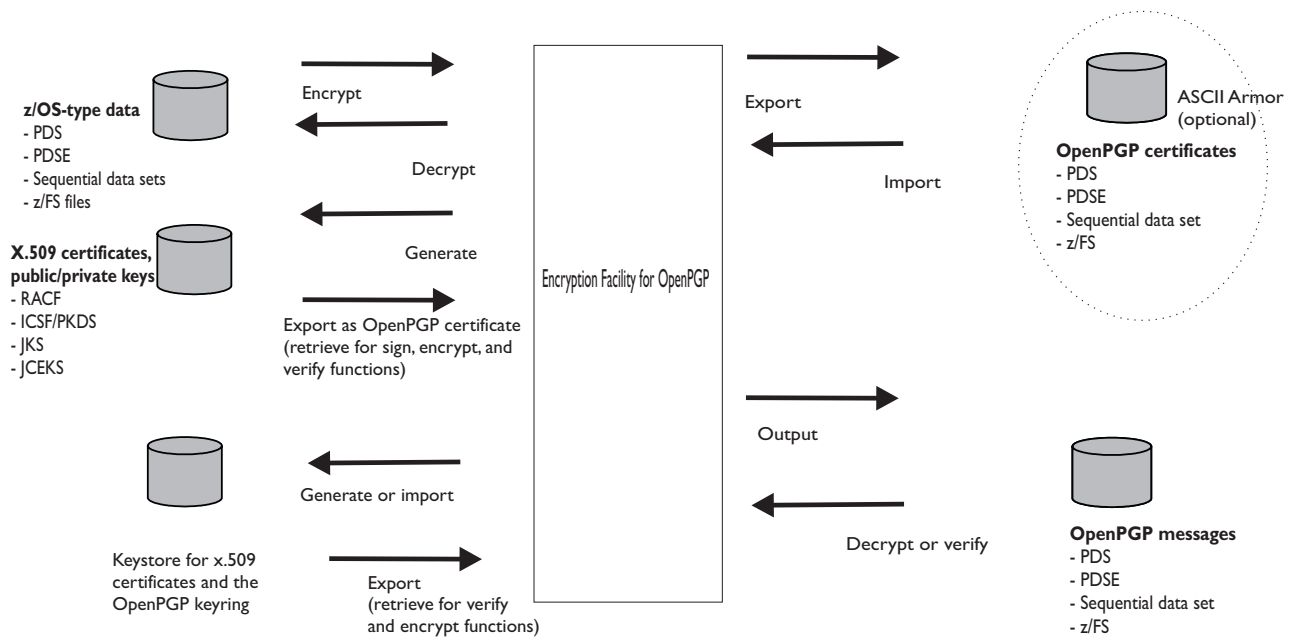 Encrypt
z/OS-type data
- PDS
- PDSE
- Sequential data sets
- z/FS files
Decrypt
X.509 certificates,
public/private keys
- RACF
- ICSF/PKDS
- JKS
- JCEKS
Generate
Export as OpenPGP certificate
(retrieve for sign, encrypt, and
verify functions)
Generate or import
Keystore for x.509
certificates and the
OpenPGP keyring
Export
(retrieve for verify
and encrypt functions)
Encryption Facility for OpenPGP
Export
Import
ASCII Armor
(optional)
OpenPGP certificates
- PDS
- PDSE
- Sequential data set
- z/FS
Output
Decrypt or verify
OpenPGP messages
- PDS
- PDSE
- Sequential data set
- z/FS